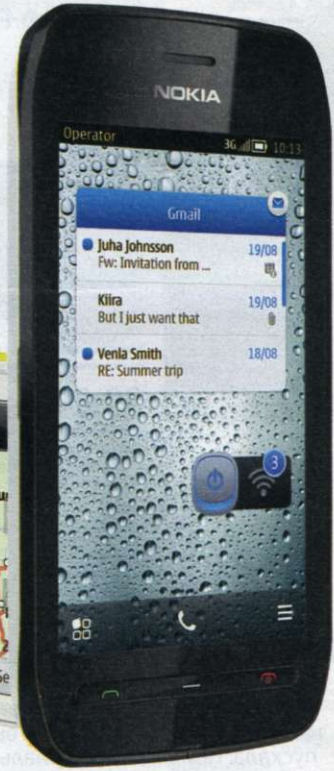 NOKIA
Operator 3G 10:13
Gmail
Juha Johnsson 19/08
Fw: Invitation from ...
Kiira 19/08
But I just want that
Venla Smith 18/08
RE: Summer trip
3